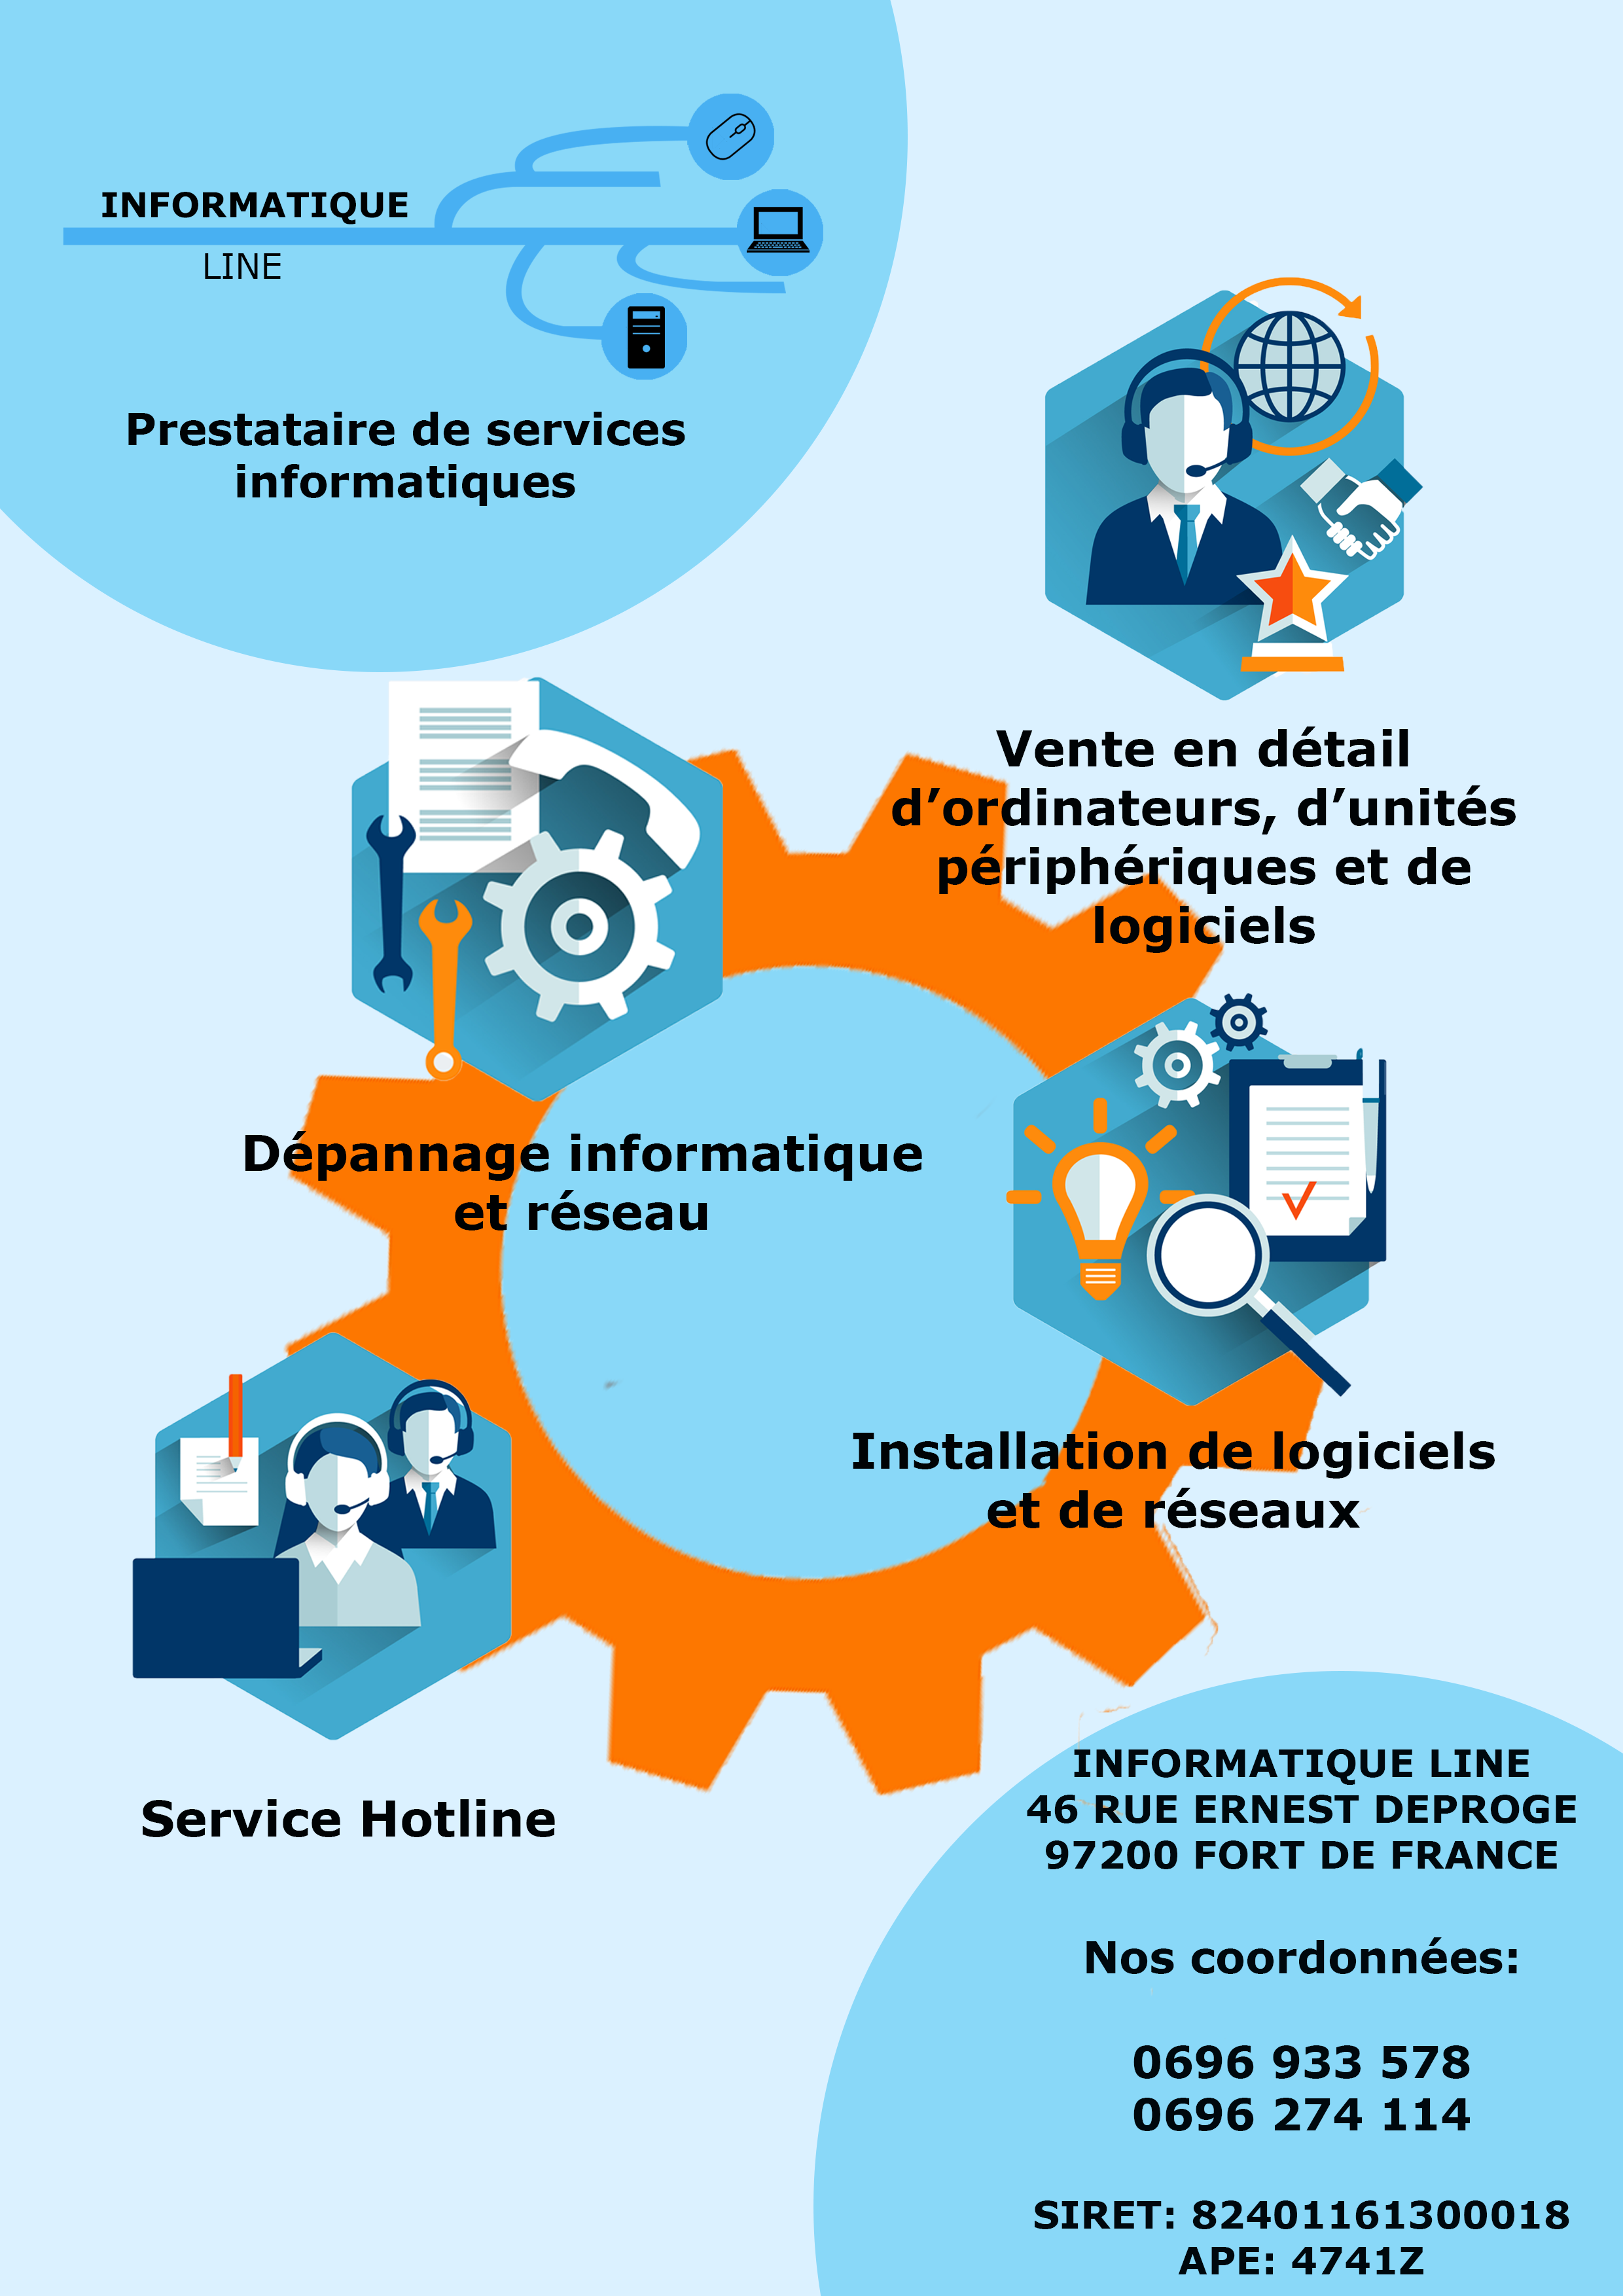 INFORMATIQUE
LINE
Prestataire de services
informatiques
Vente en détail
d’ordinateurs, d’unités
périphériques et de
logiciels
Dépannage informatique
et réseau
Installation de logiciels
et de réseaux
Service Hotline
INFORMATIQUE LINE
46 RUE ERNEST DEPROGE
97200 FORT DE FRANCE
Nos coordonnées:
0696 933 578
0696 274 114
SIRET: 82401161300018
APE: 4741Z